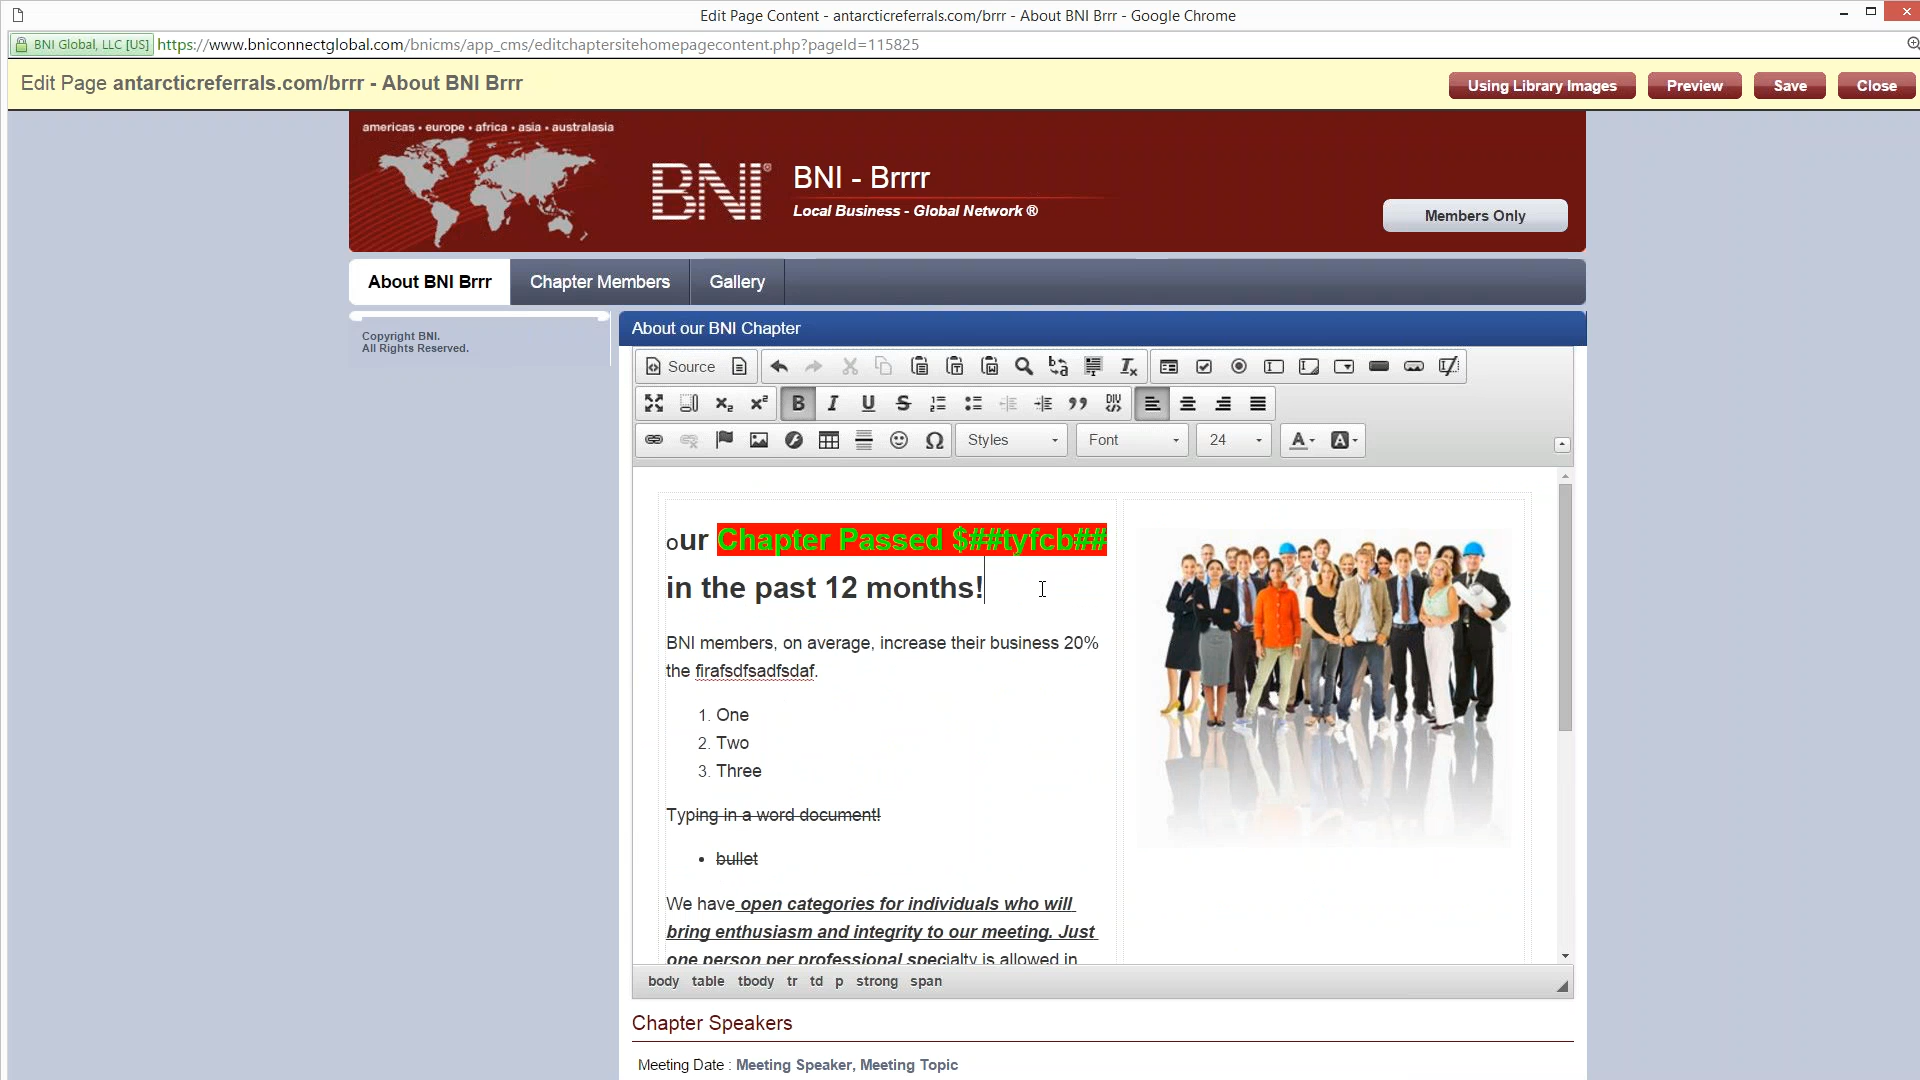 Edit Page Content - antarcticreferrals.com/brrr - About BNI Brrr - Google Chrome
BNI Global, LLC [US] https://www.bniconnectglobal.com/bnicms/app_cms/editchaptersitehomepagecontent.php?pageId=115825
Edit Page antarcticreferrals.com/brrr - About BNI Brrr
Using Library Images Preview Save Close
americas • europe • africa • asia • australasia
BNI®
BNI - Brrrr
Local Business - Global Network ®
Members Only
About BNI Brrr Chapter Members Gallery
Copyright BNI.
All Rights Reserved.
About our BNI Chapter
Source
Styles Font 24
our Chapter Passed $##tyfcb##
in the past 12 months!
BNI members, on average, increase their business 20%
the firafsdfsadfsdaf.
1. One
2. Two
3. Three
Typing in a word document!
• bullet
We have open categories for individuals who will
bring enthusiasm and integrity to our meeting. Just
one person per professional specialty is allowed in
body table tbody tr td p strong span
Chapter Speakers
Meeting Date : Meeting Speaker, Meeting Topic